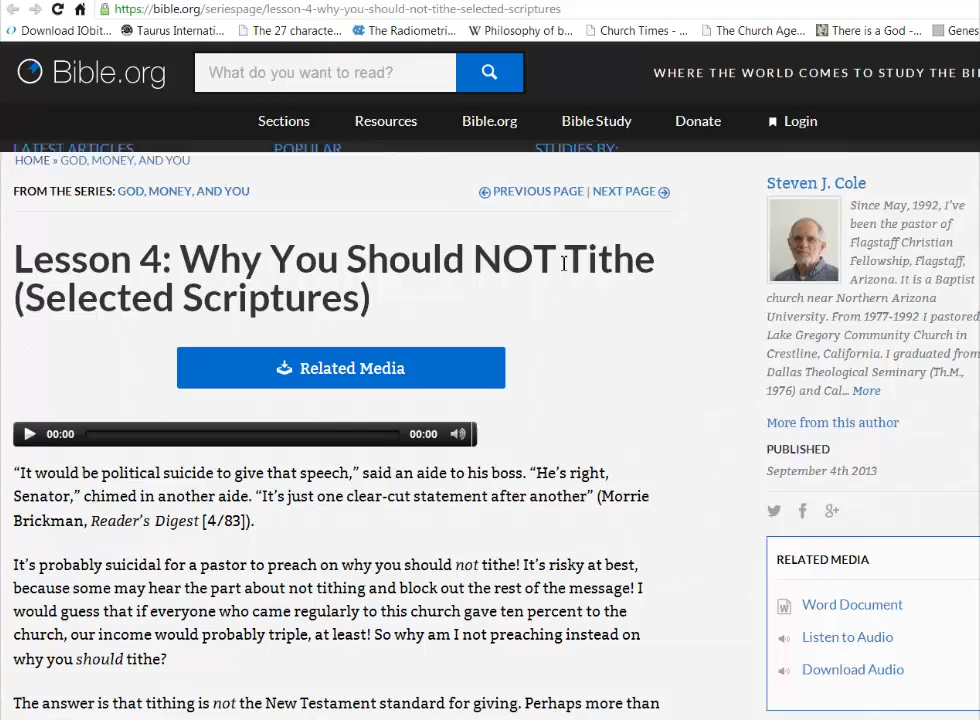 https://bible.org/seriespage/lesson-4-why-you-should-not-tithe-selected-scriptures
Download IObit... Taurus Internati... The 27 characte... The Radiometri... W Philosophy of b... Church Times - ... The Church Age... There is a God -... Genes
Bible.org What do you want to read? WHERE THE WORLD COMES TO STUDY THE BI
Sections Resources Bible.org Bible Study Donate Login
LATEST ARTICLES POPULAR STUDIES BY:
HOME » GOD, MONEY, AND YOU
FROM THE SERIES: GOD, MONEY, AND YOU PREVIOUS PAGE | NEXT PAGE
Lesson 4: Why You Should NOT Tithe
(Selected Scriptures)
Related Media
00:00 00:00
“It would be political suicide to give that speech,” said an aide to his boss. “He’s right,
Senator,” chimed in another aide. “It’s just one clear-cut statement after another” (Morrie
Brickman, Reader’s Digest [4/83]).
It’s probably suicidal for a pastor to preach on why you should not tithe! It’s risky at best,
because some may hear the part about not tithing and block out the rest of the message! I
would guess that if everyone who came regularly to this church gave ten percent to the
church, our income would probably triple, at least! So why am I not preaching instead on
why you should tithe?
The answer is that tithing is not the New Testament standard for giving. Perhaps more than
Steven J. Cole
Since May, 1992, I’ve
been the pastor of
Flagstaff Christian
Fellowship, Flagstaff,
Arizona. It is a Baptist
church near Northern Arizona
University. From 1977-1992 I pastored
Lake Gregory Community Church in
Crestline, California. I graduated from
Dallas Theological Seminary (Th.M.,
1976) and Cal... More
More from this author
PUBLISHED
September 4th 2013
RELATED MEDIA
Word Document
Listen to Audio
Download Audio